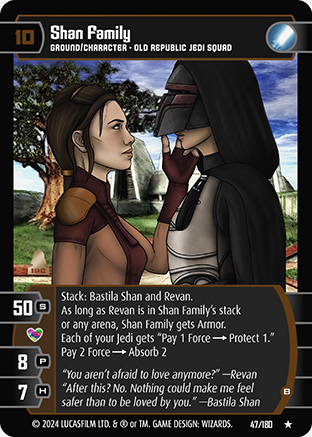 10
Shan Family
GROUND/CHARACTER - OLD REPUBLIC JEDI SQUAD
50 S
8 P
7 H
Stack: Bastila Shan and Revan.
As long as Revan is in Shan Family's stack
or any arena, Shan Family gets Armor.
Each of your Jedi gets "Pay 1 Force → Protect 1."
Pay 2 Force → Absorb 2
"You aren't afraid to love anymore?" —Revan
"After this? No. Nothing could make me feel
safer than to be loved by you." —Bastila Shan
B
© 2024 LUCASFILM LTD. & ® or TM. GAME DESIGN: WIZARDS.
47/180 ★